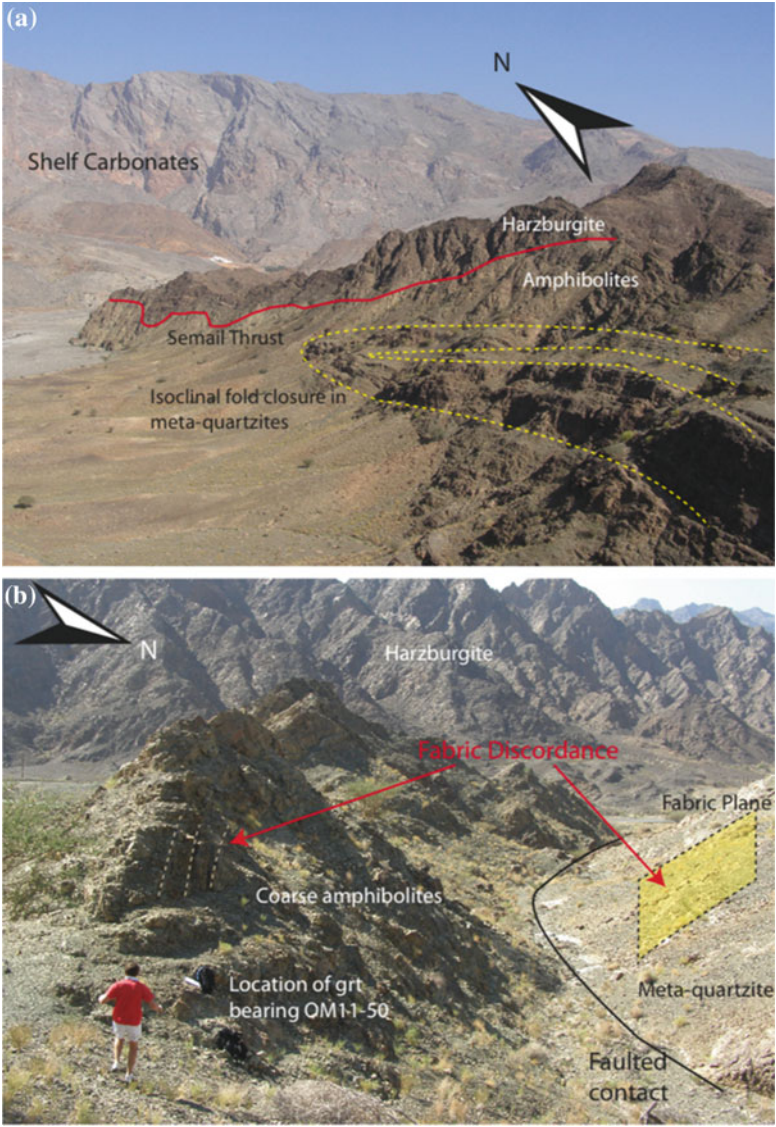 (a)
N
Shelf Carbonates
Harzburgite
Amphibolites
Semail Thrust
Isoclinal fold closure in
meta-quartzites
(b)
N
Harzburgite
Fabric Discordance
Fabric Plane
Coarse amphibolites
Location of grt
bearing OM11-50
Meta-quartzite
Faulted
contact